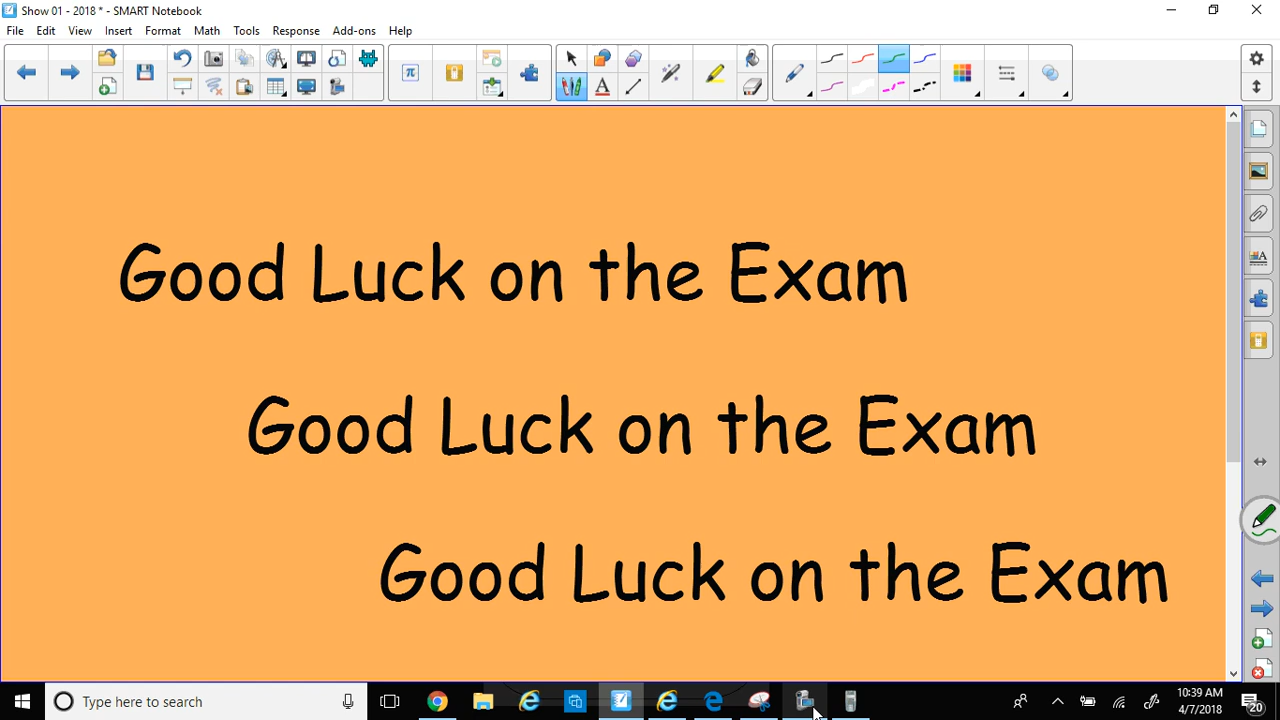 Show 01 - 2018 * - SMART Notebook
File Edit View Insert Format Math Tools Response Add-ons Help
Good Luck on the Exam
Good Luck on the Exam
Good Luck on the Exam
Type here to search
10:39 AM
4/7/2018
20